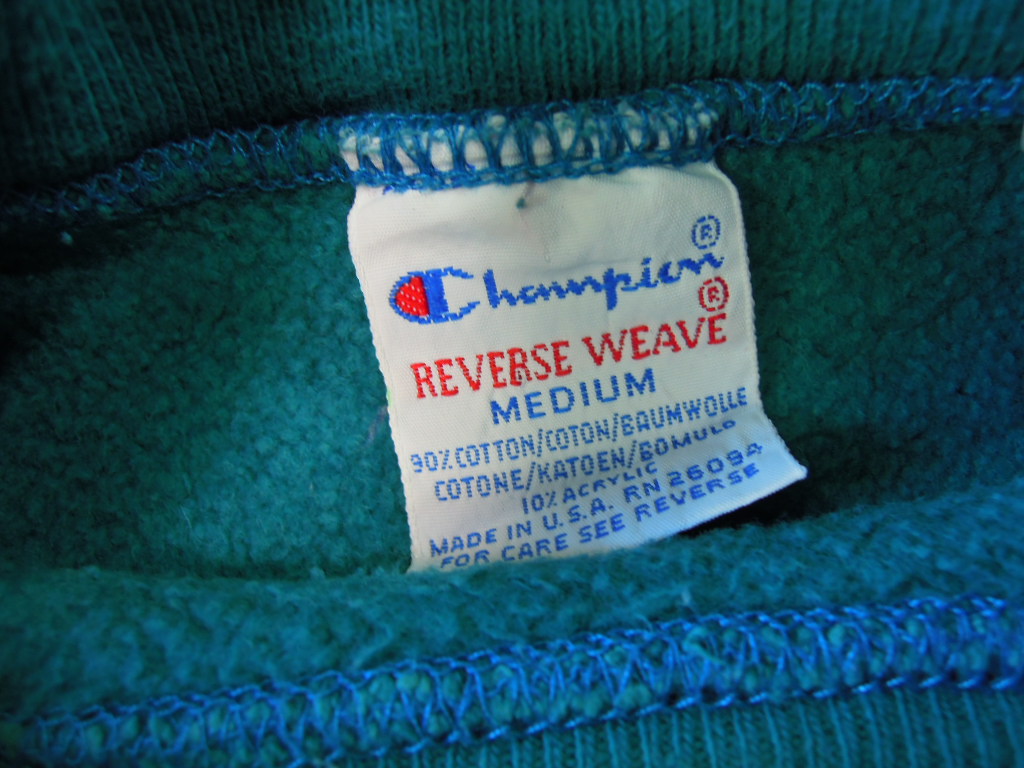 Champion®
REVERSE WEAVE®
MEDIUM
90% COTTON/COTON/BAUMWOLLE
COTONE/KATOEN/BOMULD
10% ACRYLIC
MADE IN U.S.A. RN 26094
FOR CARE SEE REVERSE